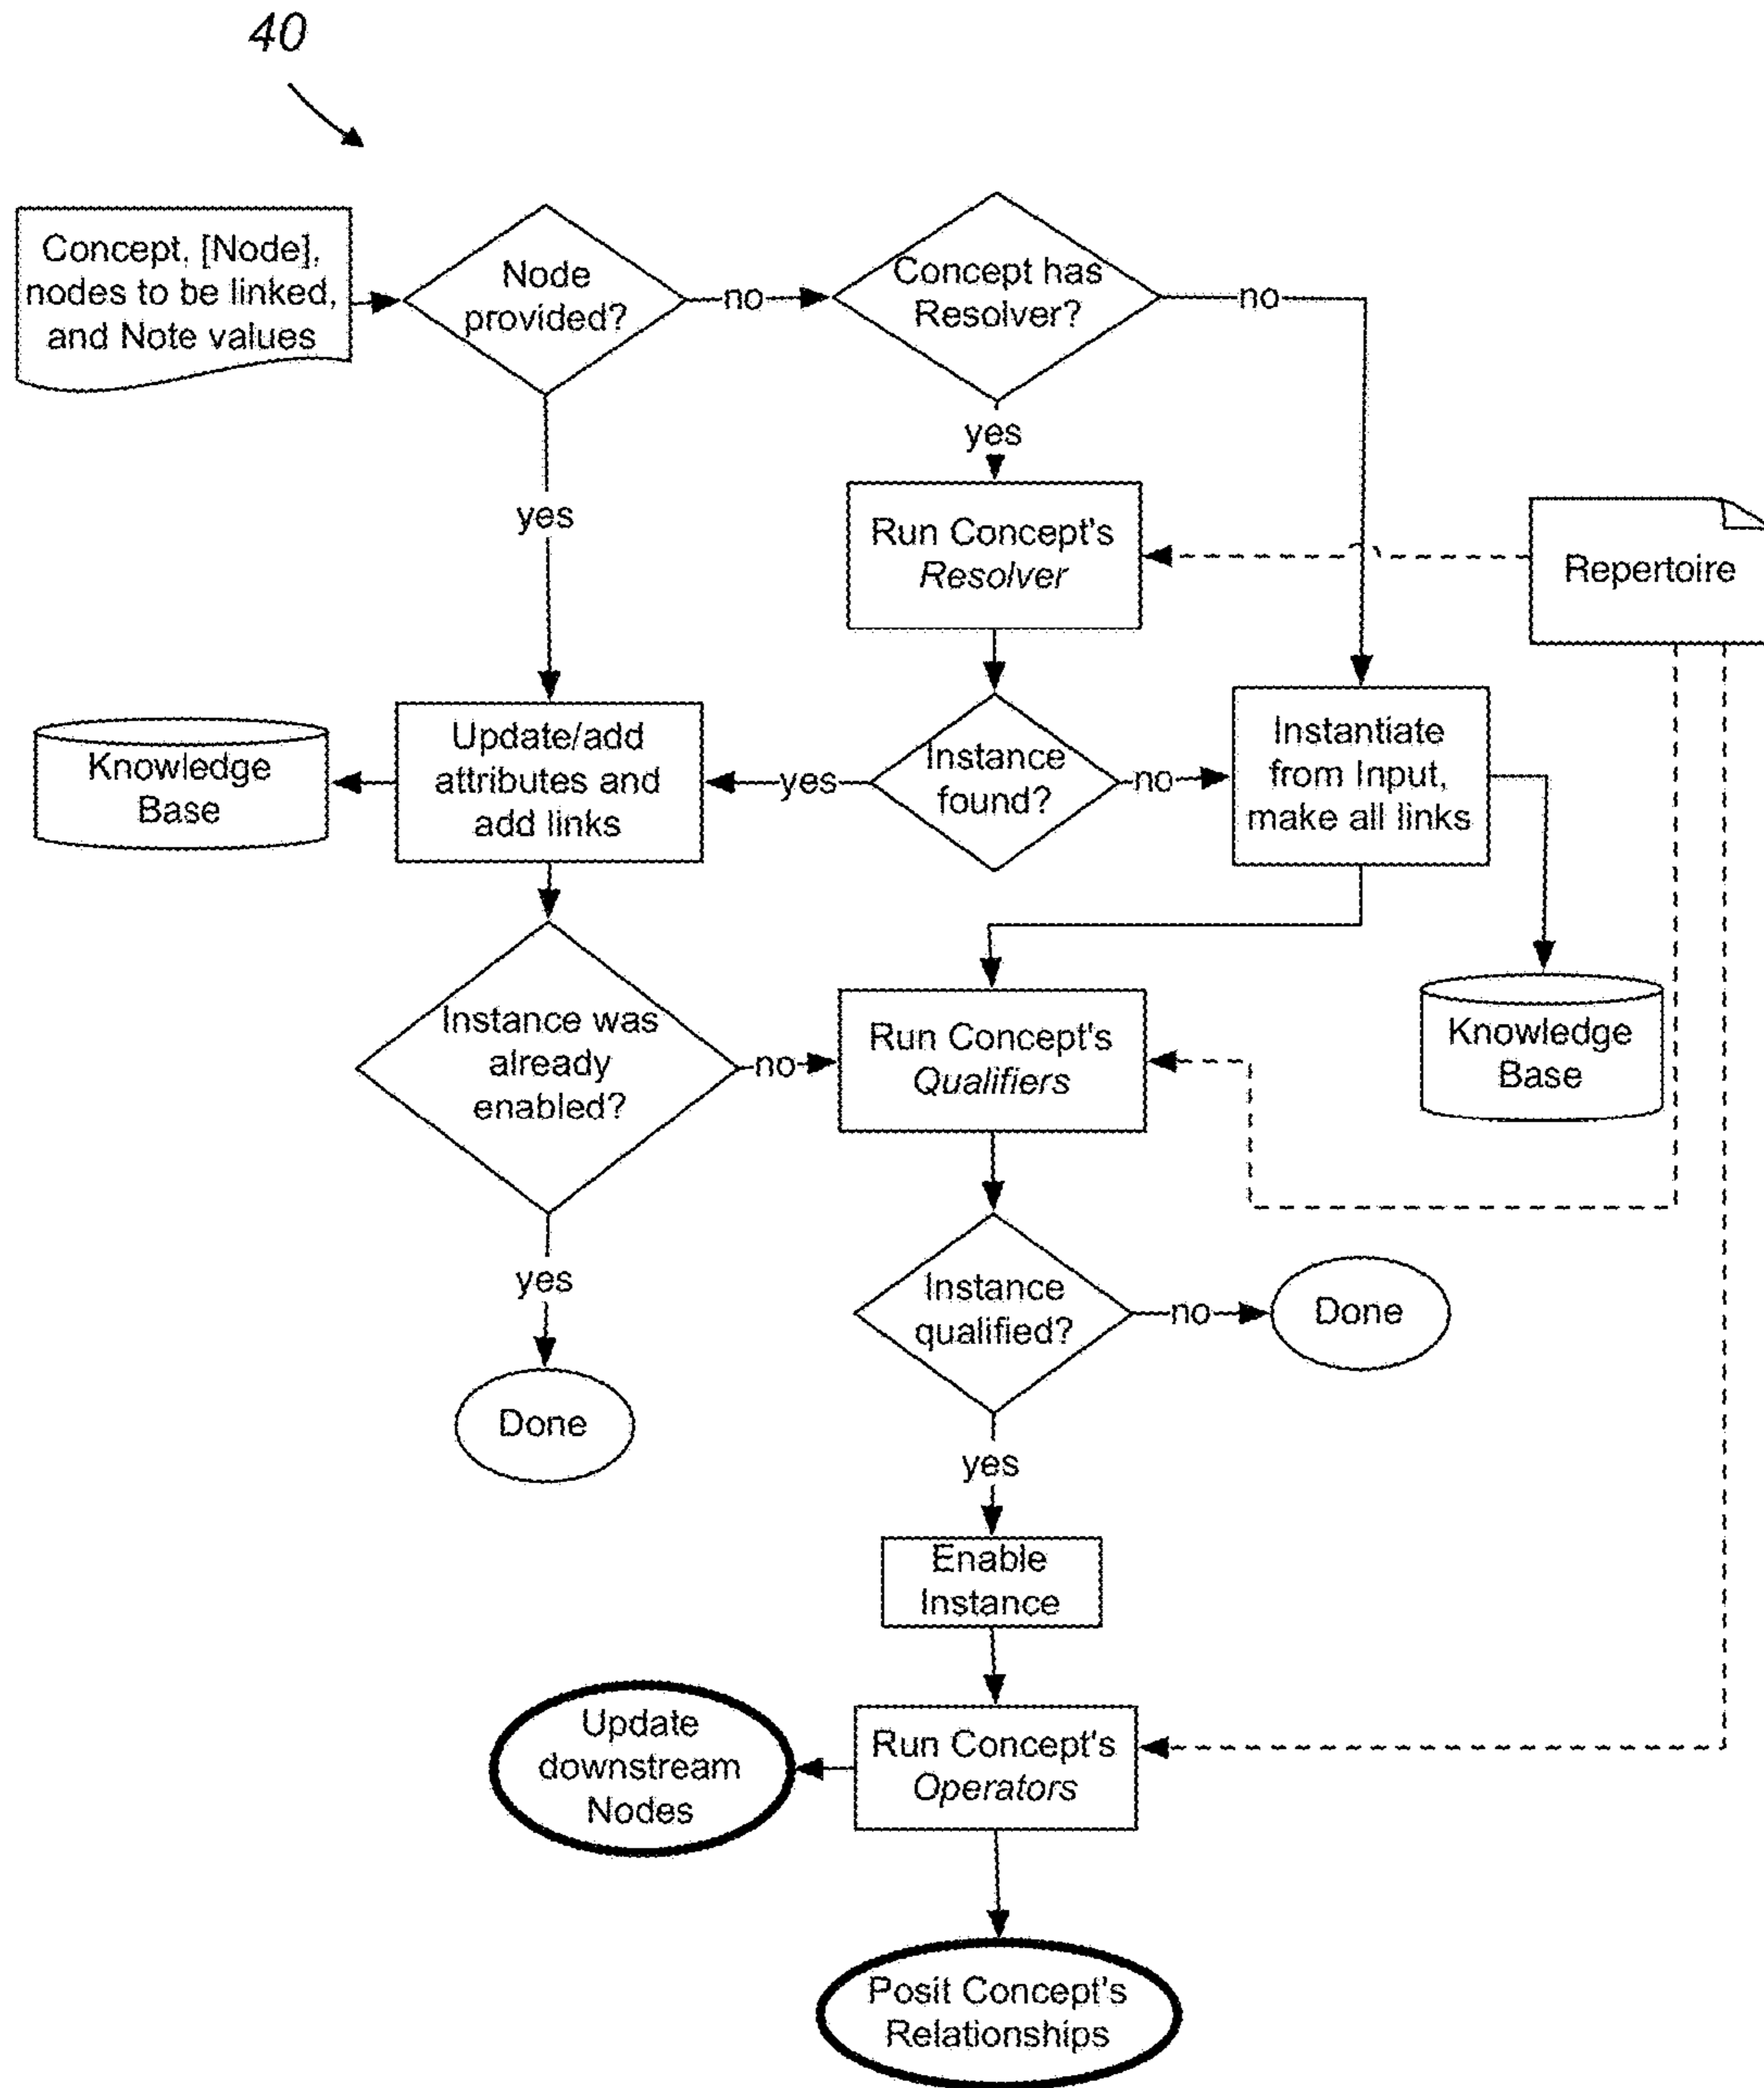 40
Concept, [Node],
nodes to be linked,
and Note values
Node
provided?
no
Concept has
Resolver?
no
yes
yes
Run Concept's
Resolver
Repertoire
Knowledge
Base
Update/add
attributes and
add links
yes
Instance
found?
no
Instantiate
from Input,
make all links
Instance was
already
enabled?
no
Run Concept's
Qualifiers
Knowledge
Base
yes
Instance
qualified?
no
Done
Done
yes
Enable
Instance
Update
downstream
Nodes
Run Concept's
Operators
Posit Concept's
Relationships